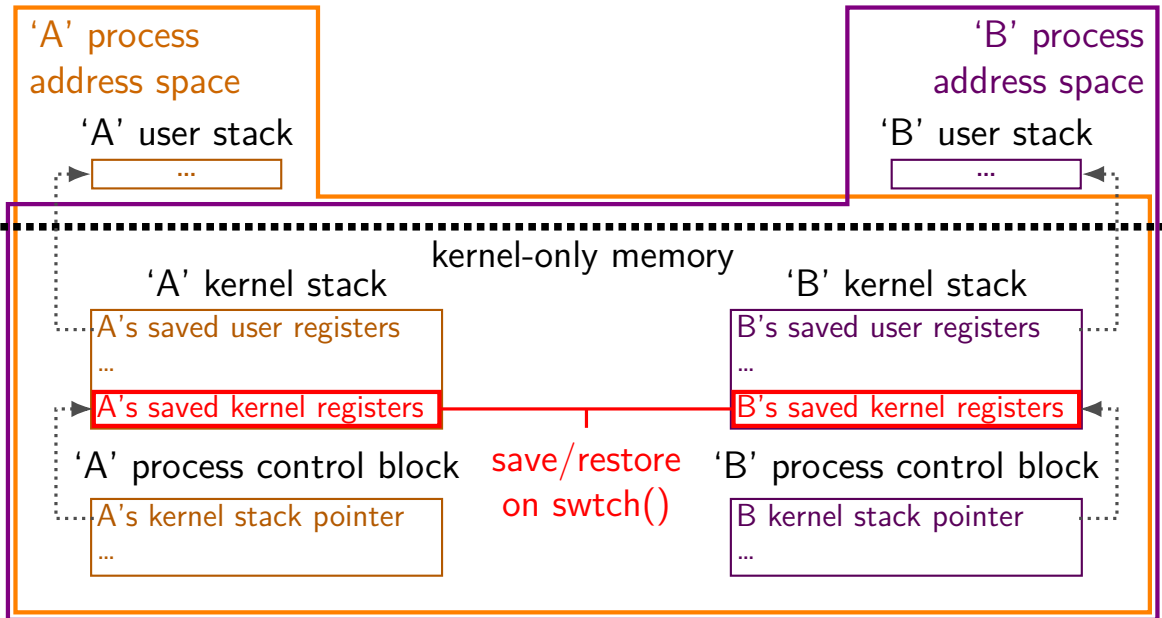 ‘A’ process
address space
‘B’ process
address space
‘A’ user stack
...
‘B’ user stack
...
kernel-only memory
‘A’ kernel stack
A's saved user registers
...
A's saved kernel registers
‘B’ kernel stack
B's saved user registers
...
B's saved kernel registers
save/restore
on swtch()
‘A’ process control block
A's kernel stack pointer
...
‘B’ process control block
B kernel stack pointer
...